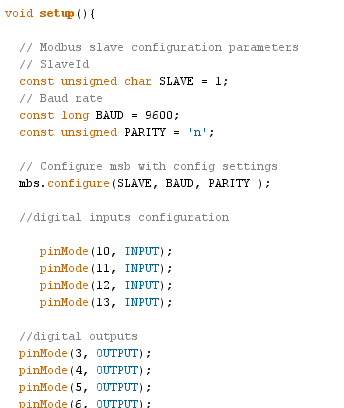 void setup(){
// Modbus slave configuration parameters
// SlaveId
const unsigned char SLAVE = 1;
// Baud rate
const long BAUD = 9600;
const unsigned PARITY = 'n';
// Configure msb with config settings
mbs.configure(SLAVE, BAUD, PARITY );
//digital inputs configuration
pinMode(10, INPUT);
pinMode(11, INPUT);
pinMode(12, INPUT);
pinMode(13, INPUT);
//digital outputs
pinMode(3, OUTPUT);
pinMode(4, OUTPUT);
pinMode(5, OUTPUT);
pinMode(6, OUTPUT);